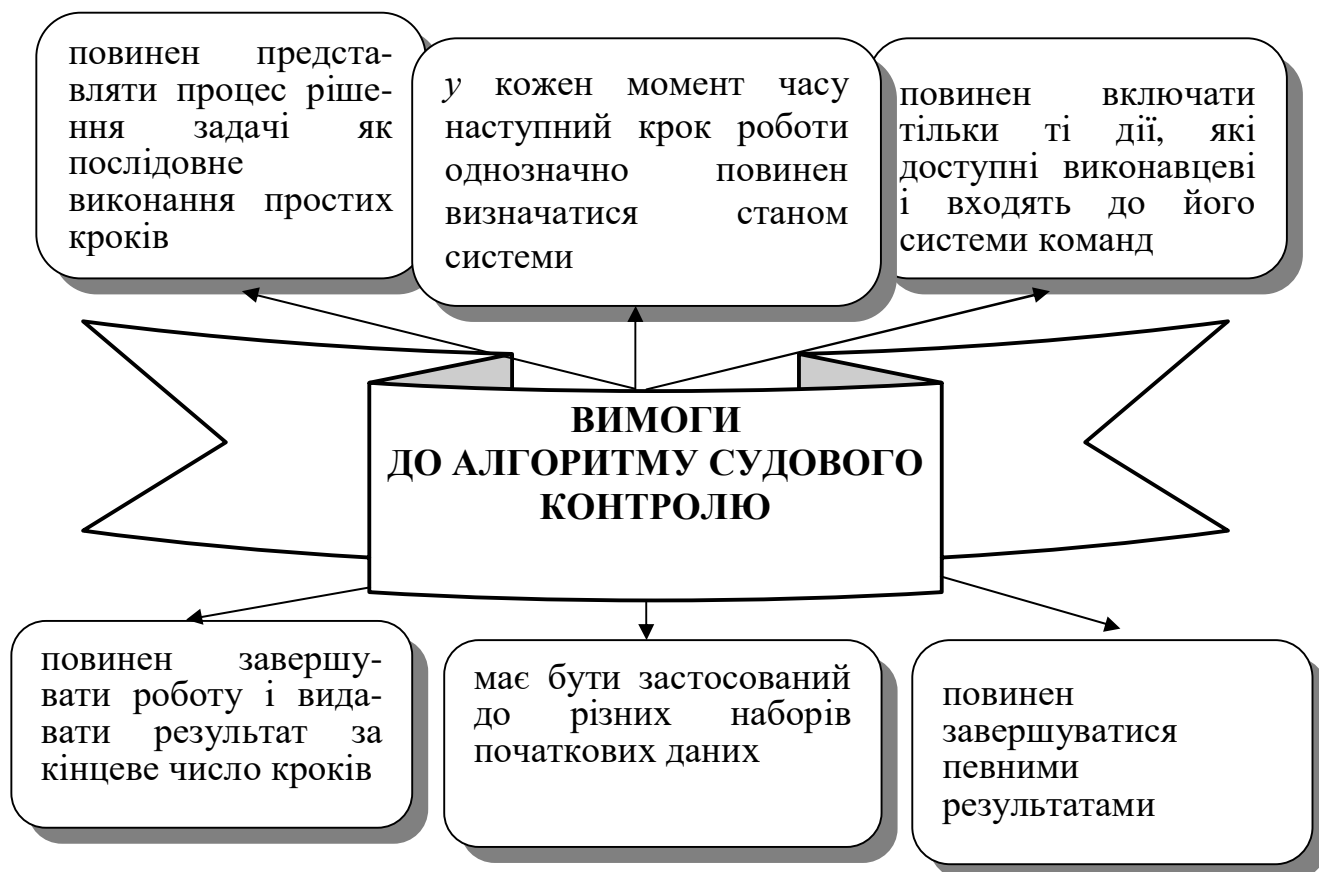 повинен предста-
вляти процес ріше-
ння задачі як
послідовне
виконання простих
кроків
у кожен момент часу
наступний крок роботи
однозначно повинен
визначатися станом
системи
повинен включати
тільки ті дії, які
доступні виконавцеві
і входять до його
системи команд
ВИМОГИ
ДО АЛГОРИТМУ СУДОВОГО
КОНТРОЛЮ
повинен завершу-
вати роботу і вида-
вати результат за
кінцеве число кроків
має бути застосований
до різних наборів
початкових даних
повинен
завершуватися
певними
результатами